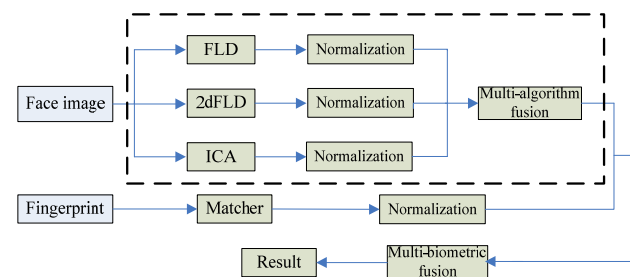 FLD
Normalization
Face image
2dFLD
Normalization
Multi-algorithm
fusion
ICA
Normalization
Fingerprint
Matcher
Normalization
Result
Multi-biometric
fusion